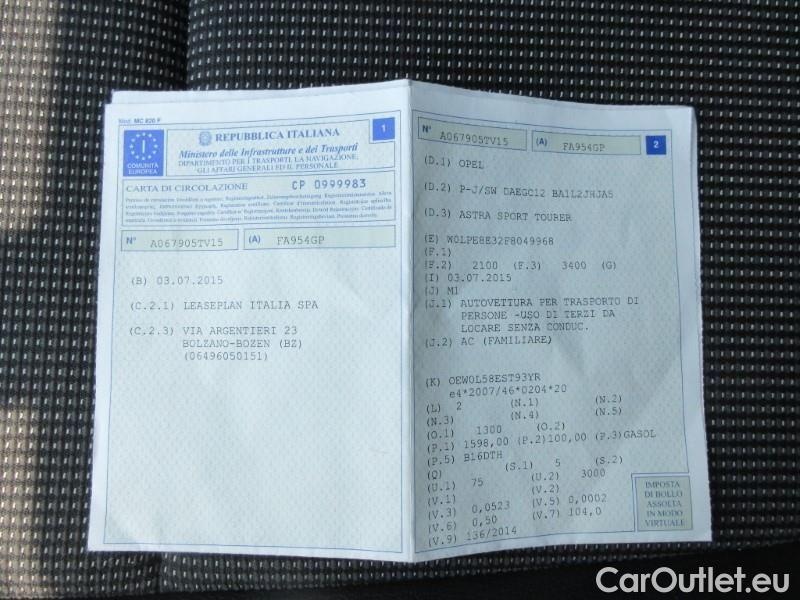 Mod. MC 820 F
I
COMUNITÀ
EUROPEA
REPUBBLICA ITALIANA
1
Ministero delle Infrastrutture e dei Trasporti
DIPARTIMENTO PER I TRASPORTI, LA NAVIGAZIONE,
GLI AFFARI GENERALI ED IL PERSONALE
CARTA DI CIRCOLAZIONE CP 0999983
N° A067905TV15 (A) FA954GP
(B) 03.07.2015
(C.2.1) LEASEPLAN ITALIA SPA
(C.2.3) VIA ARGENTIERI 23
BOLZANO-BOZEN (BZ)
(06496050151)
N° A067905TV15 (A) FA954GP 2
(D.1) OPEL
(D.2) P-J/SW DAEGC12 BA1L2JHJA5
(D.3) ASTRA SPORT TOURER
(E) W0LPE8E32F8049968
(F.1)
(F.2) 2100 (F.3) 3400 (G)
(I) 03.07.2015
(J) M1
(J.1) AUTOVETTURA PER TRASPORTO DI
PERSONE -USO DI TERZI DA
LOCARE SENZA CONDUC.
(J.2) AC (FAMILIARE)
(K) OEW0L58EST93YR
e4*2007/46*0204*20
(L) 2 (N.1) (N.2)
(N.3) (N.4) (N.5)
(O.1) 1300 (O.2)
(P.1) 1598,00 (P.2)100,00 (P.3)GASOL
(P.5) B16DTH
(Q) (S.1) 5 (S.2)
(U.1) 75 (U.2) 3000
(V.1) (V.2)
(V.3) 0,0523 (V.5) 0,0002
(V.6) 0,50 (V.7) 104,0
(V.9) 136/2014
IMPOSTA
DI BOLLO
ASSOLTA
IN MODO
VIRTUALE
CarOutlet.eu